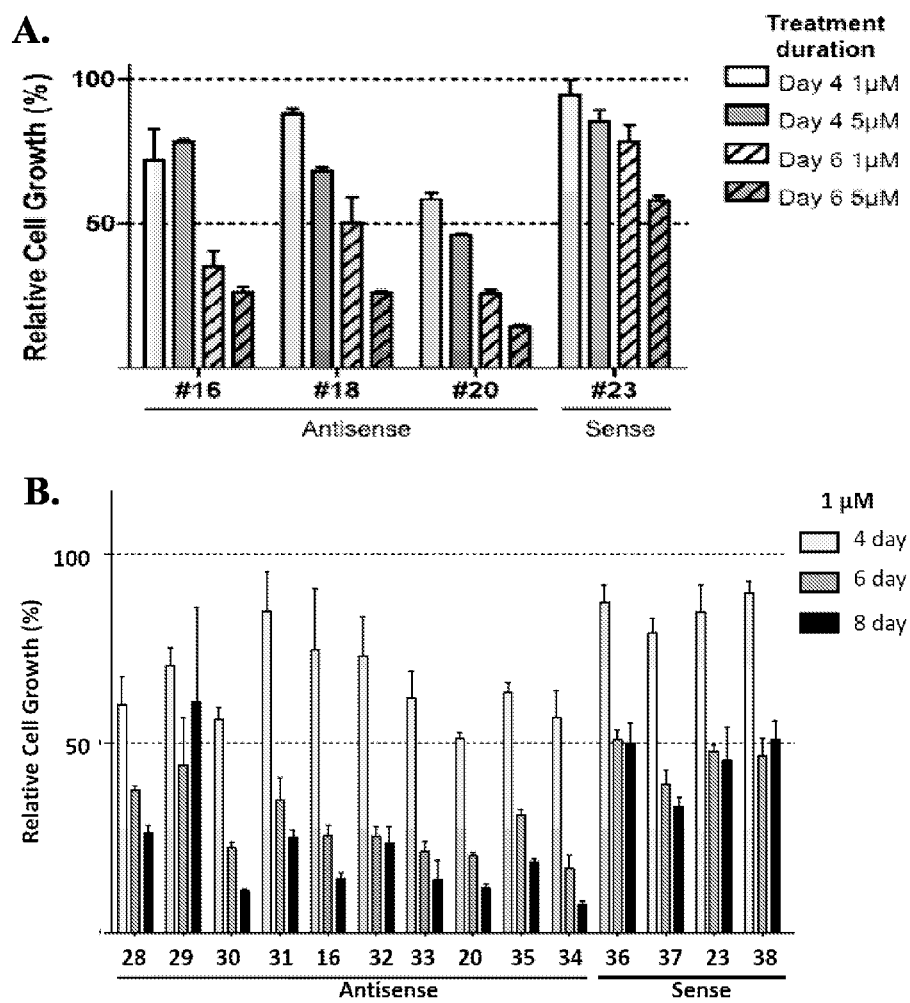 A.
Treatment
duration
Day 4 1µM
Day 4 5µM
Day 6 1µM
Day 6 5µM
Relative Cell Growth (%)
100
50
#16 #18 #20 #23
Antisense Sense
B.
1 µM
4 day
6 day
8 day
Relative Cell Growth (%)
100
50
28 29 30 31 16 32 33 20 35 34 36 37 23 38
Antisense Sense